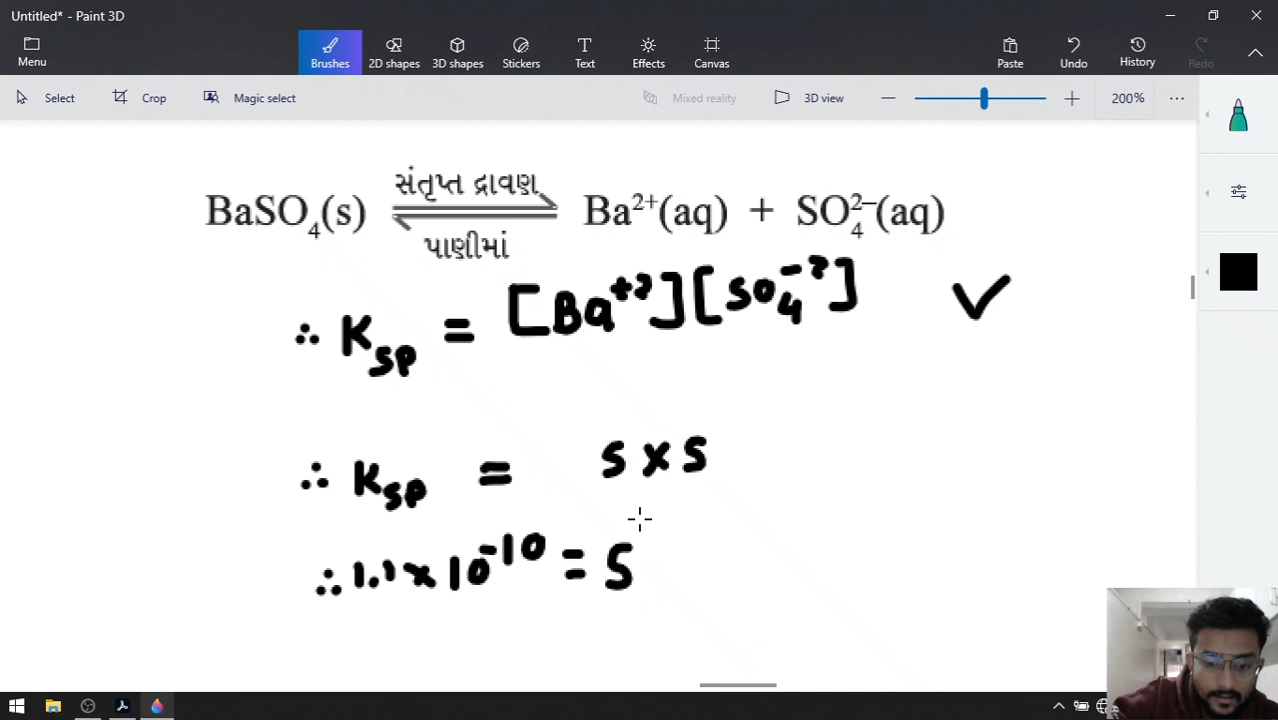 Untitled* - Paint 3D
Menu
Brushes 2D shapes 3D shapes Stickers Text Effects Canvas Paste Undo History Redo
Select Crop Magic select Mixed reality 3D view 200%
સંતૃપ્ત દ્રાવણ
BaSO₄(s) ⇌ Ba²⁺(aq) + SO₄²⁻(aq)
પાણીમાં
∴ Ksp = [Ba⁺²][SO₄⁻²] ✓
∴ Ksp = S × S
∴ 1.1 × 10⁻¹⁰ = S